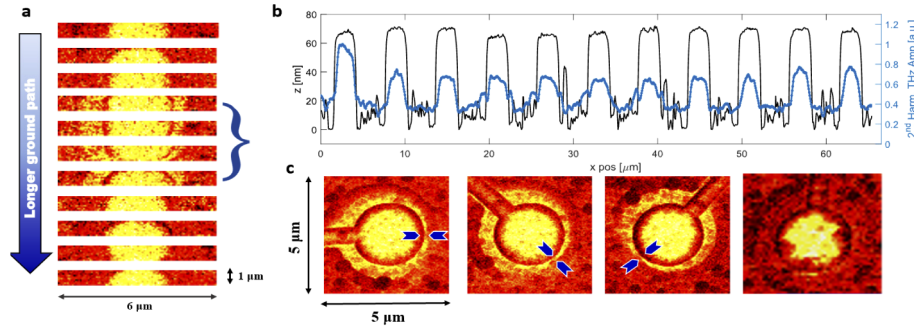 a
Longer ground path
1 μm
6 μm
b
z [nm]
80
60
40
20
0
0
10
20
30
40
50
60
x pos [μm]
1.2
1
0.8
0.6
0.4
0.2
0
2nd Harm. THz Amp [a.u.]
c
5 μm
5 μm